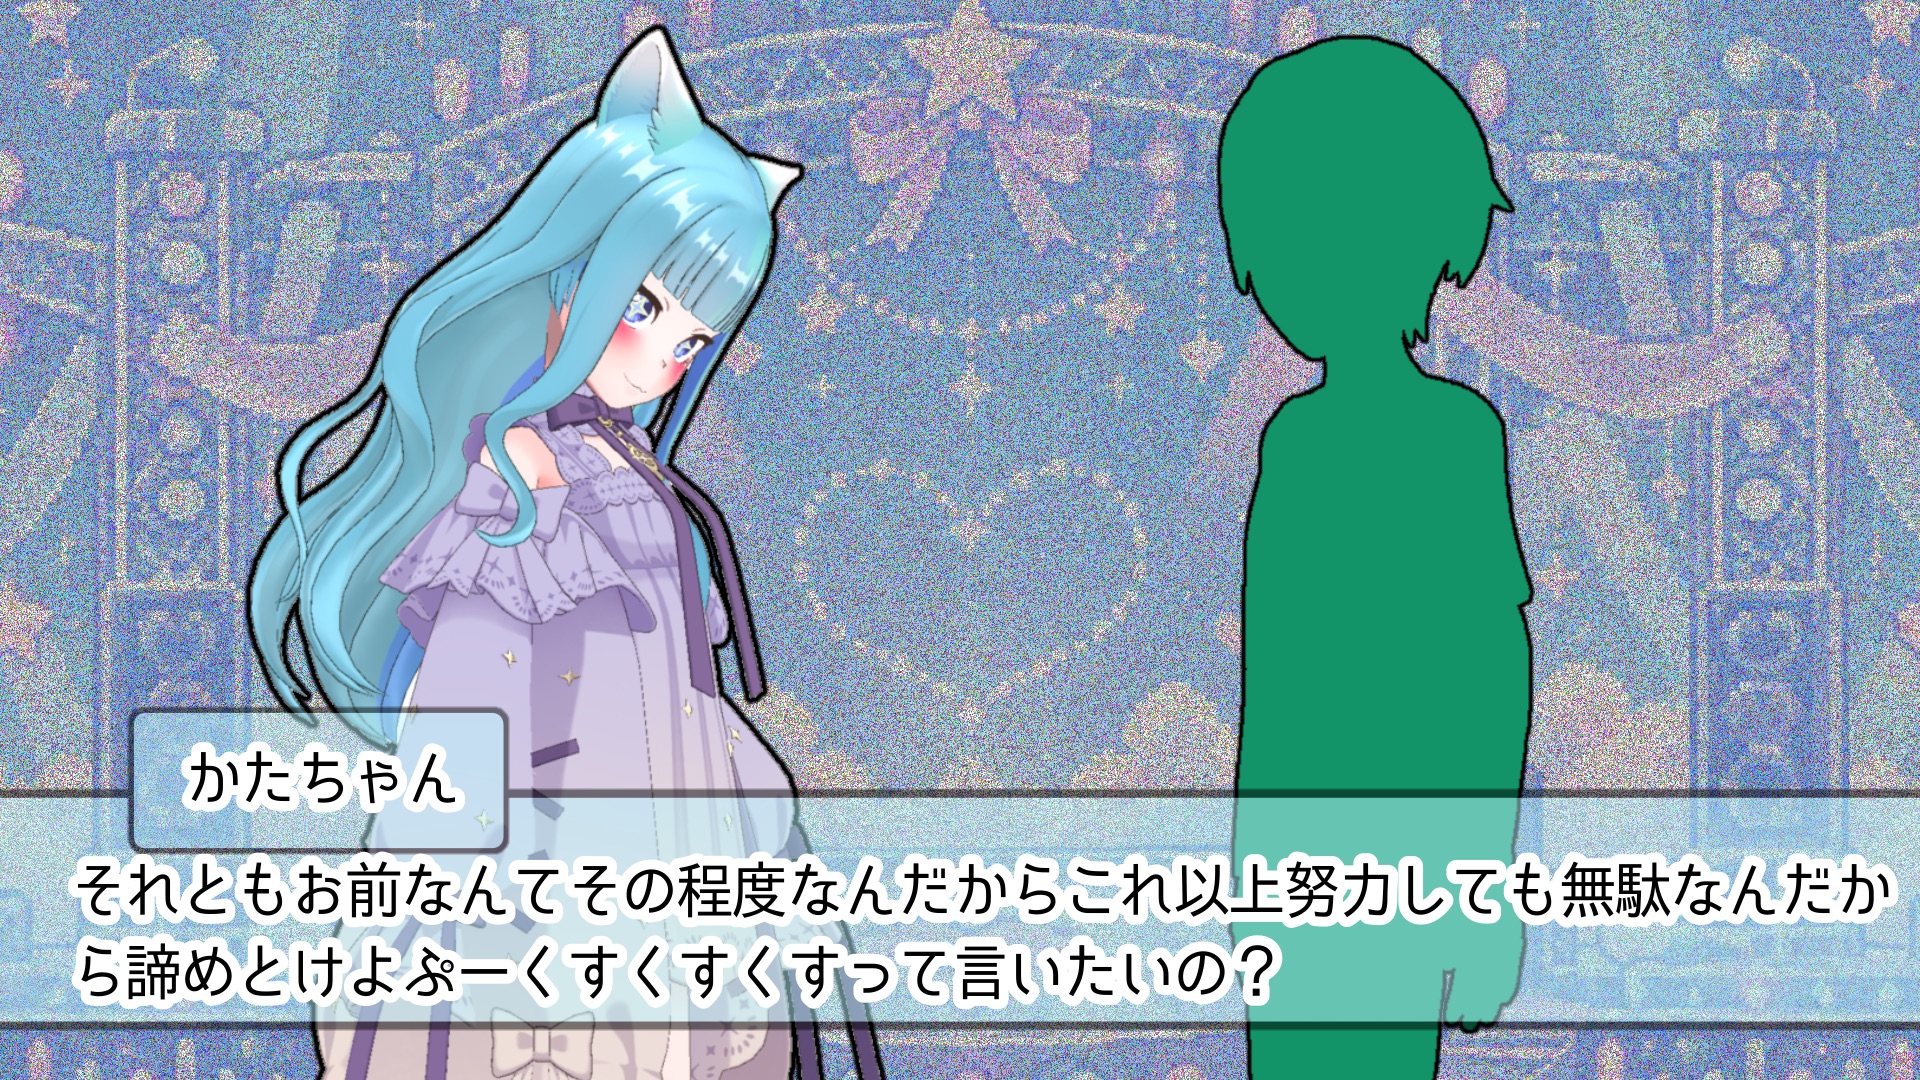 かたちゃん
それともお前なんてその程度なんだからこれ以上努力しても無駄なんだか
ら諦めとけよぷーくすくすくすって言いたいの？